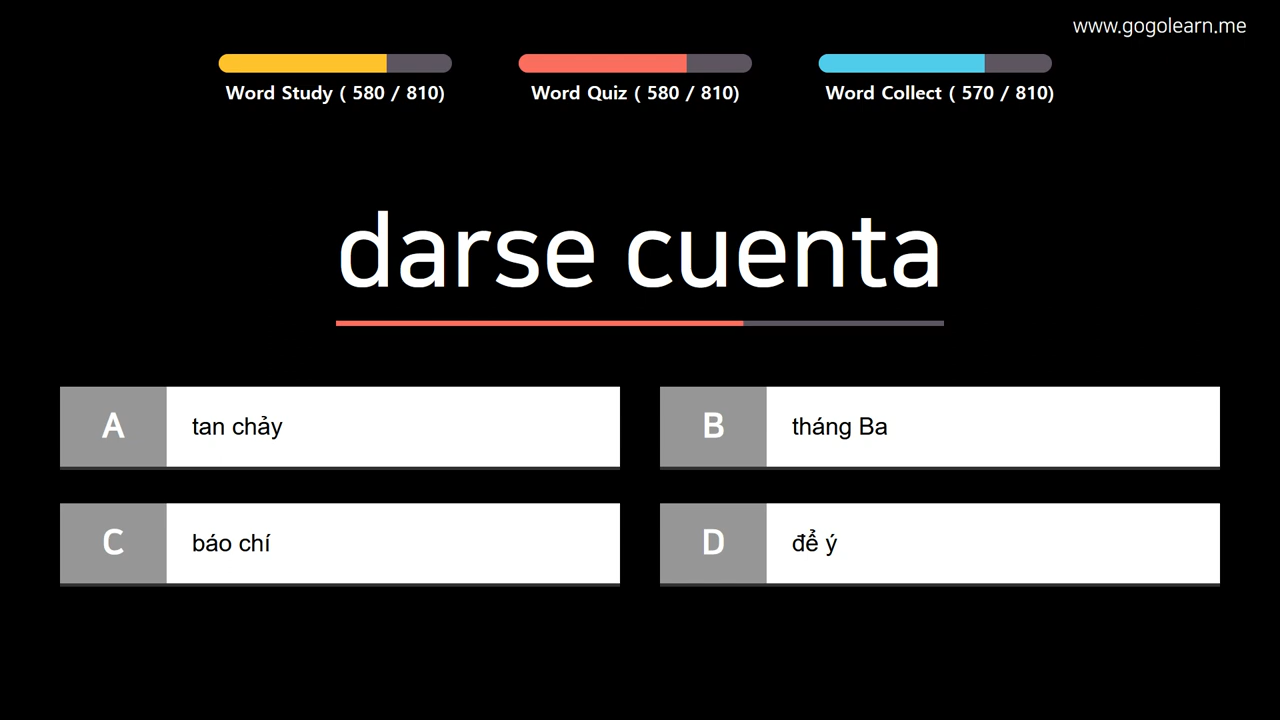 www.gogolearn.me
Word Study ( 580 / 810)
Word Quiz ( 580 / 810)
Word Collect ( 570 / 810)
darse cuenta
A tan chảy
B tháng Ba
C báo chí
D để ý